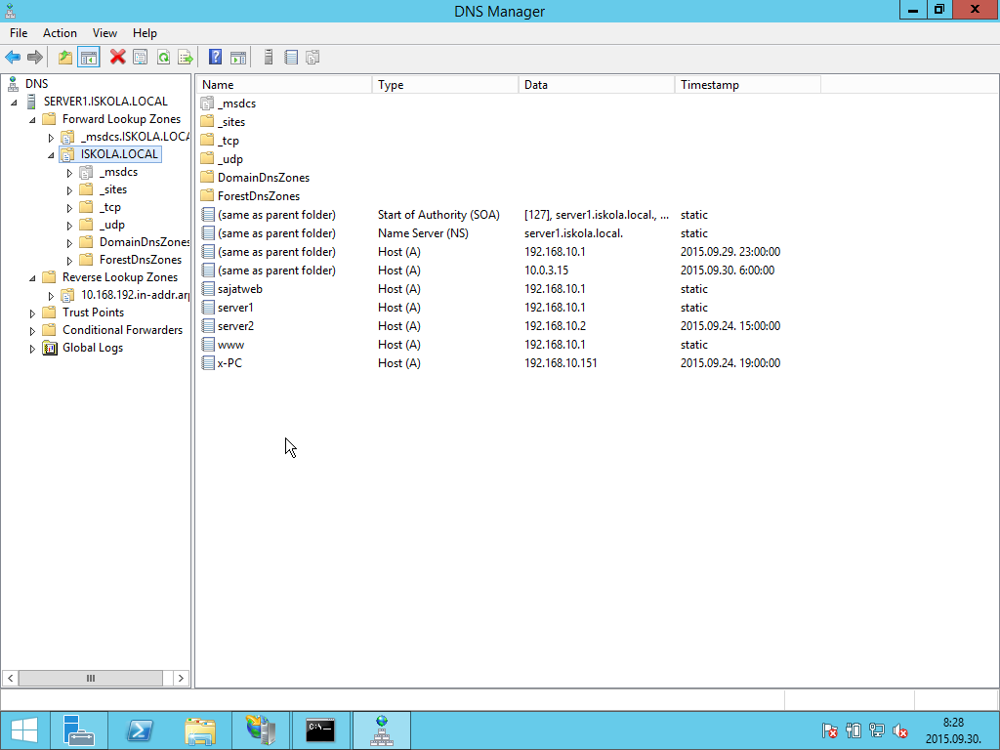 DNS Manager
File Action View Help
DNS
SERVER1.ISKOLA.LOCAL
Forward Lookup Zones
_msdcs.ISKOLA.LOCA
ISKOLA.LOCAL
_msdcs
_sites
_tcp
_udp
DomainDnsZones
ForestDnsZones
Reverse Lookup Zones
10.168.192.in-addr.arp
Trust Points
Conditional Forwarders
Global Logs
Name Type Data Timestamp
_msdcs
_sites
_tcp
_udp
DomainDnsZones
ForestDnsZones
(same as parent folder) Start of Authority (SOA) [127], server1.iskola.local., ... static
(same as parent folder) Name Server (NS) server1.iskola.local. static
(same as parent folder) Host (A) 192.168.10.1 2015.09.29. 23:00:00
(same as parent folder) Host (A) 10.0.3.15 2015.09.30. 6:00:00
sajatweb Host (A) 192.168.10.1 static
server1 Host (A) 192.168.10.1 static
server2 Host (A) 192.168.10.2 2015.09.24. 15:00:00
www Host (A) 192.168.10.1 static
x-PC Host (A) 192.168.10.151 2015.09.24. 19:00:00
8:28
2015.09.30.